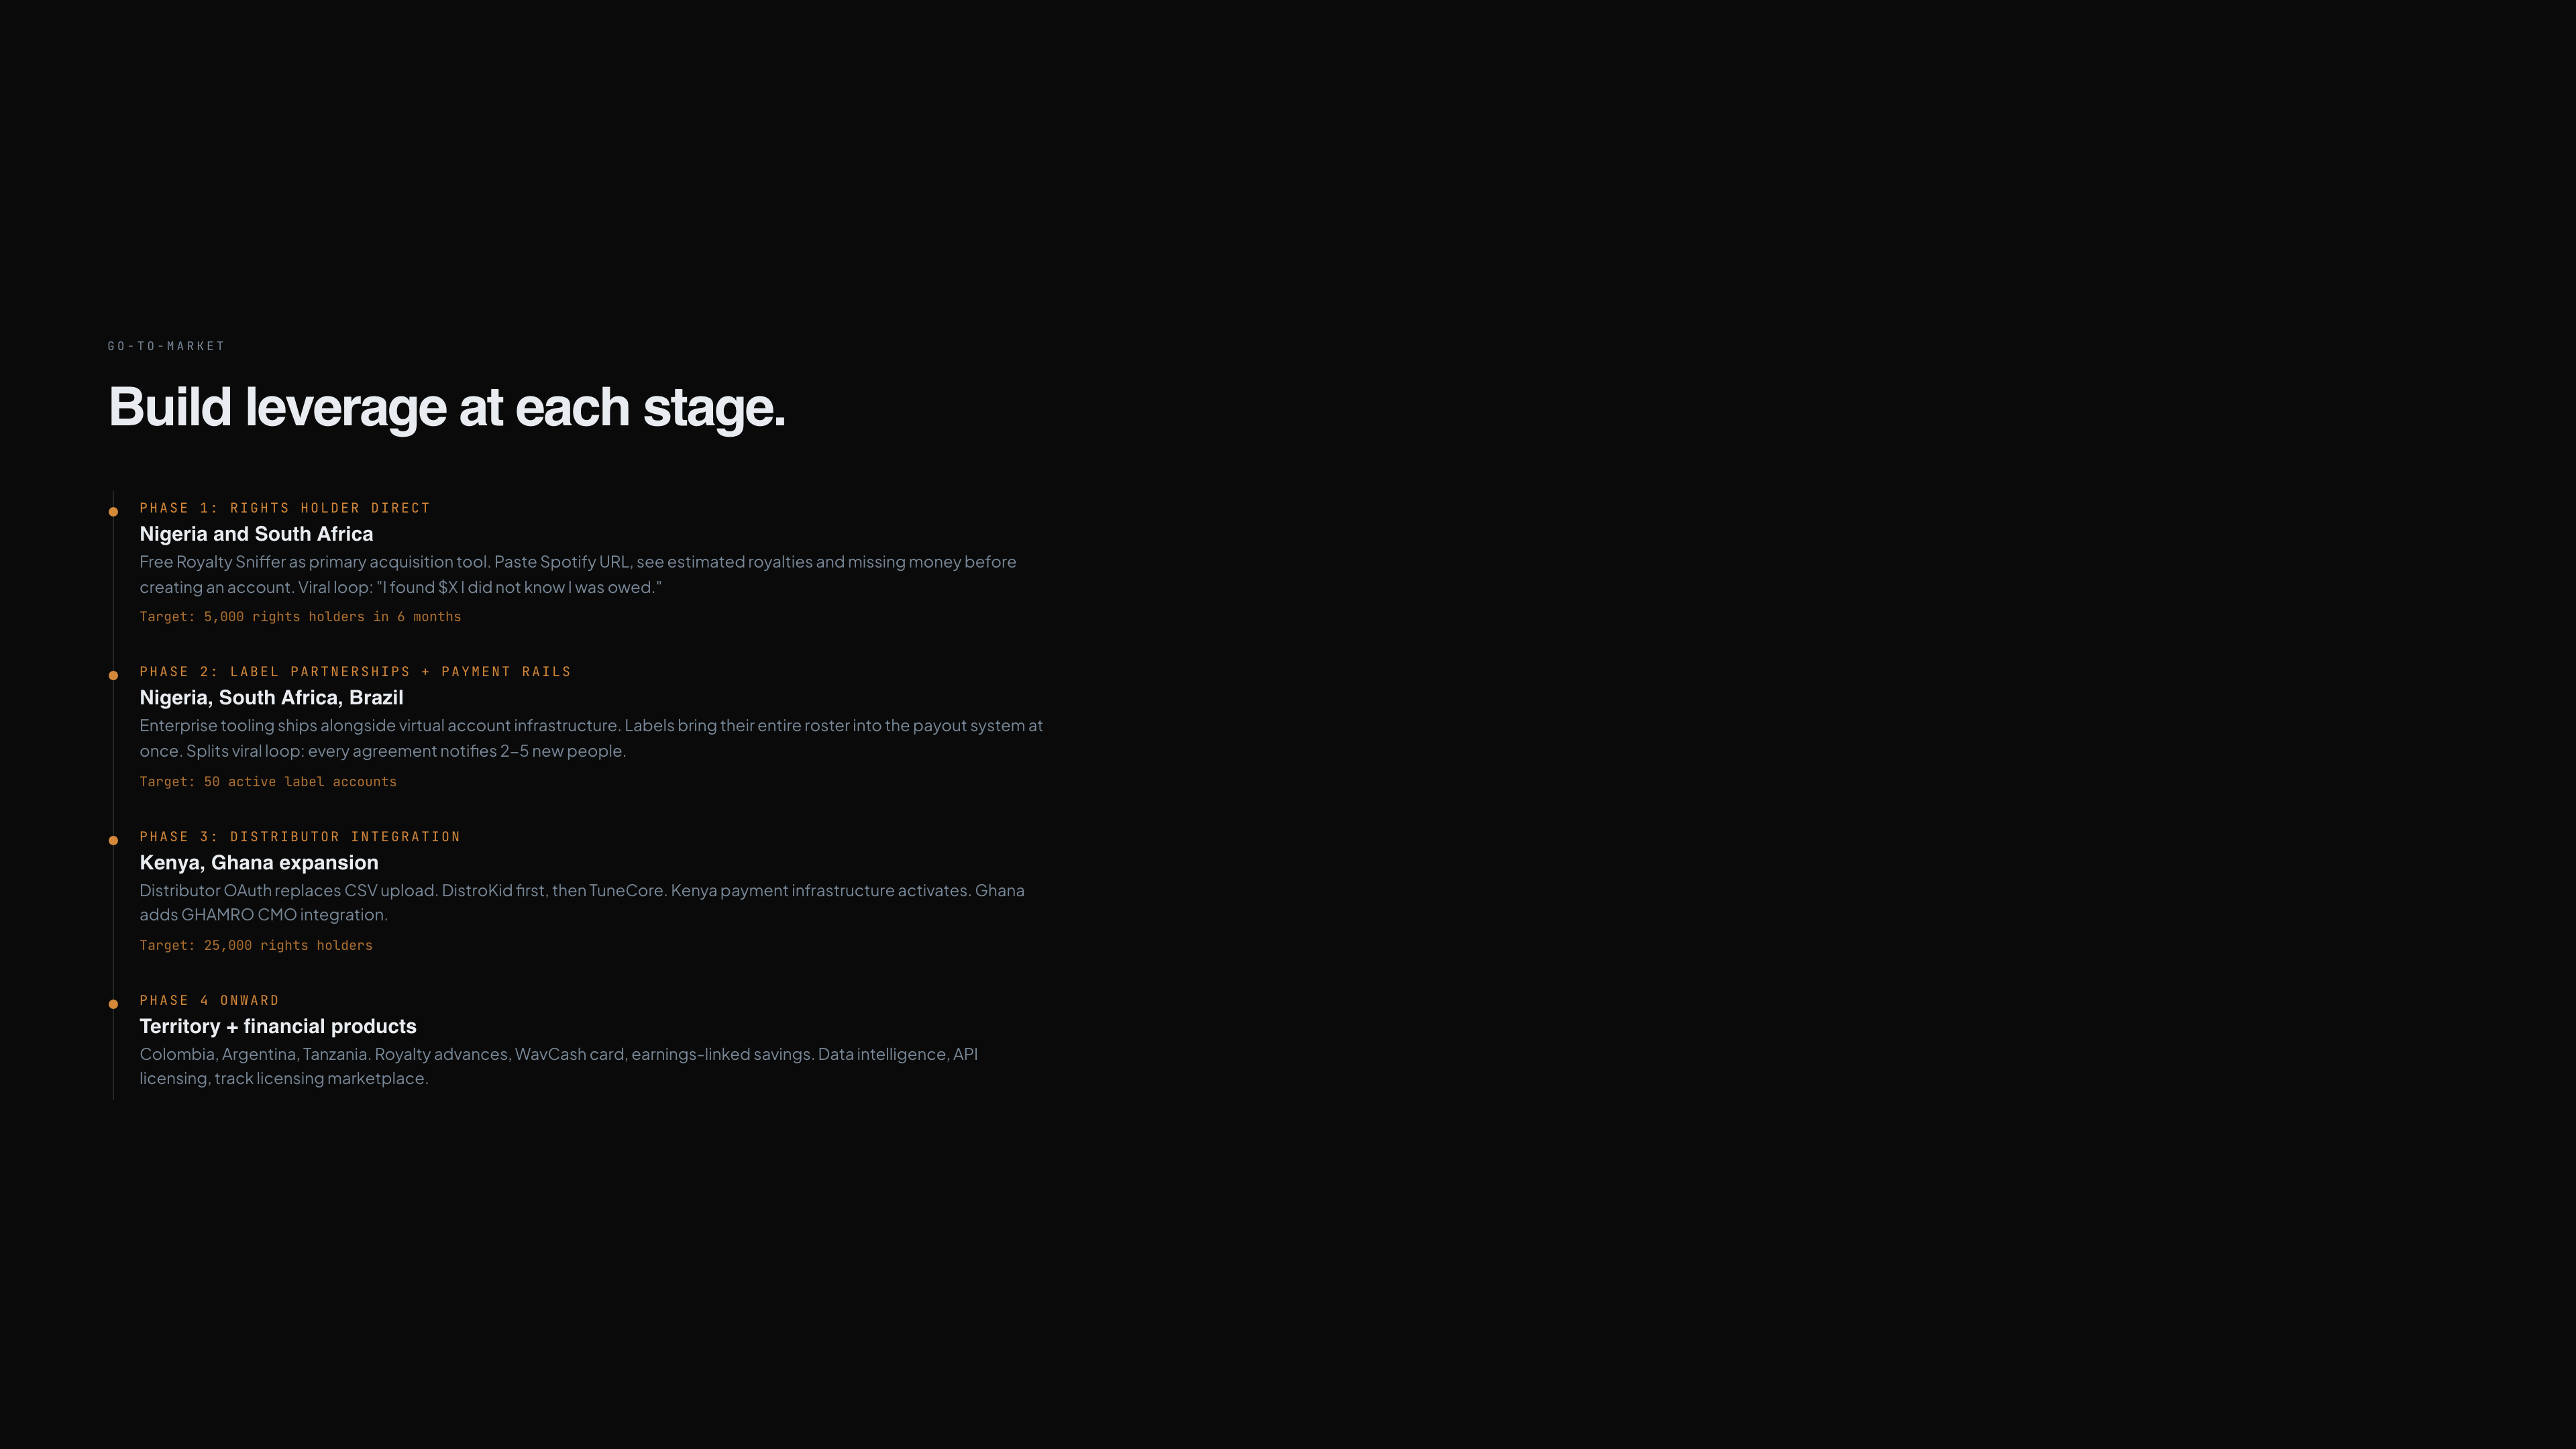 GO-TO-MARKET
Build leverage at each stage.
PHASE 1: RIGHTS HOLDER DIRECT
Nigeria and South Africa
Free Royalty Sniffer as primary acquisition tool. Paste Spotify URL, see estimated royalties and missing money before
creating an account. Viral loop: "I found $X I did not know I was owed."
Target: 5,000 rights holders in 6 months
PHASE 2: LABEL PARTNERSHIPS + PAYMENT RAILS
Nigeria, South Africa, Brazil
Enterprise tooling ships alongside virtual account infrastructure. Labels bring their entire roster into the payout system at
once. Splits viral loop: every agreement notifies 2–5 new people.
Target: 50 active label accounts
PHASE 3: DISTRIBUTOR INTEGRATION
Kenya, Ghana expansion
Distributor OAuth replaces CSV upload. DistroKid first, then TuneCore. Kenya payment infrastructure activates. Ghana
adds GHAMRO CMO integration.
Target: 25,000 rights holders
PHASE 4 ONWARD
Territory + financial products
Colombia, Argentina, Tanzania. Royalty advances, WavCash card, earnings-linked savings. Data intelligence, API
licensing, track licensing marketplace.